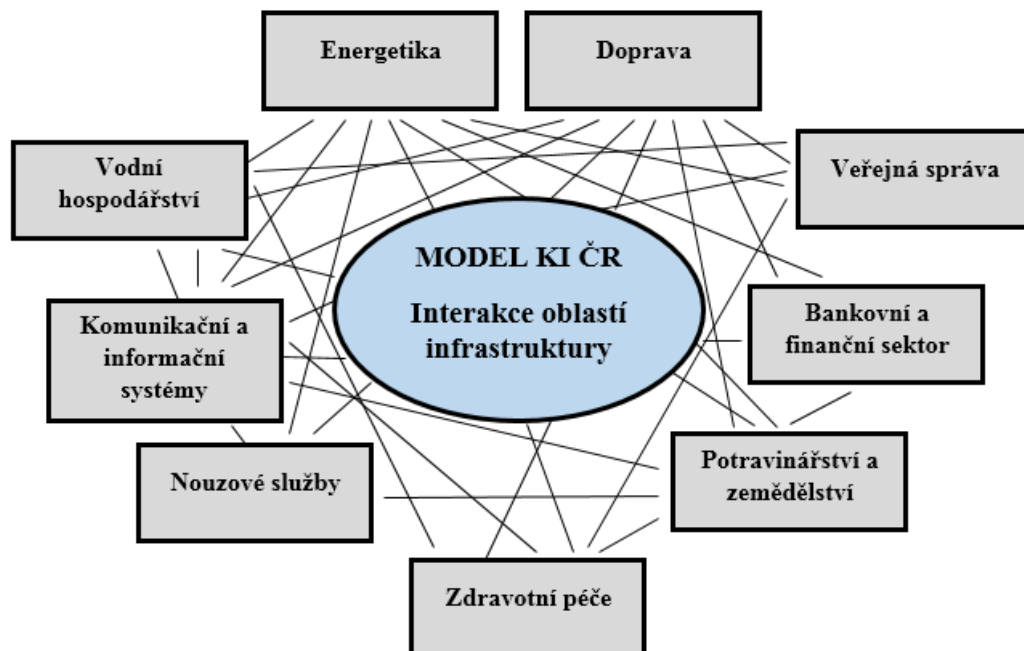 Energetika
Doprava
Vodní
hospodářství
Veřejná správa
MODEL KI ČR
Interakce oblastí
infrastruktury
Komunikační a
informační
systémy
Bankovní a
finanční sektor
Nouzové služby
Potravinářství a
zemědělství
Zdravotní péče